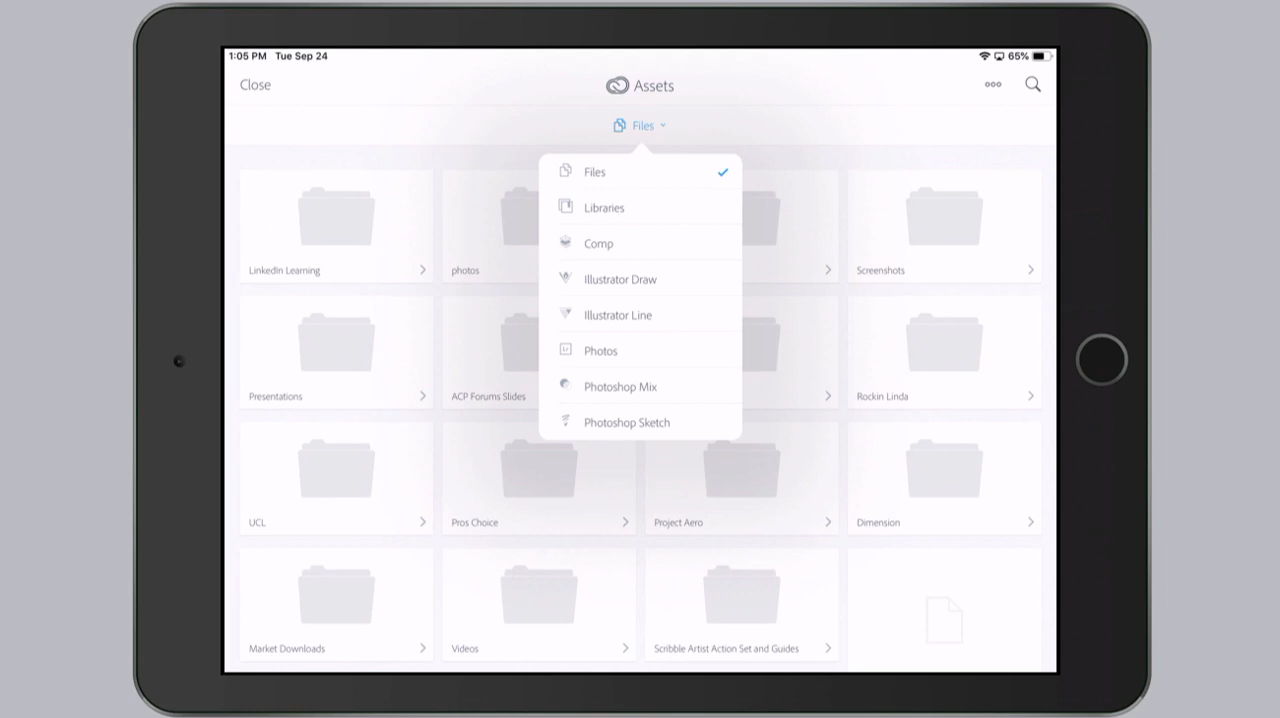 1:05 PM Tue Sep 24
65%
Close
Assets
Files
Files
Libraries
Comp
Illustrator Draw
Illustrator Line
Photos
Photoshop Mix
Photoshop Sketch
LinkedIn Learning
photos
Screenshots
Presentations
ACP Forums Slides
Rockin Linda
UCL
Pros Choice
Project Aero
Dimension
Market Downloads
Videos
Scribble Artist Action Set and Guides